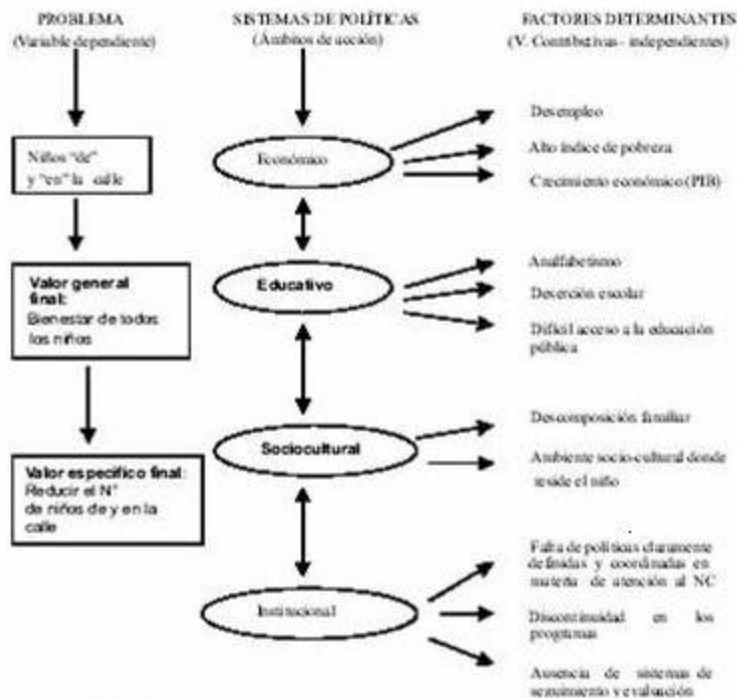 PROBLEMA
(Variable dependiente)
Niños "de"
y "en" la calle
Valor general
final:
Bienestar de todos
los niños
Valor especifico final:
Reducir el N°
de niños de y en la
calle
SISTEMAS DE POLÍTICAS
(Ámbitos de acción)
Económico
Educativo
Sociocultural
Institucional
FACTORES DETERMINANTES
(V. Contributivas- independientes)
Desempleo
Alto índice de pobreza
Crecimiento económico (PIB)
Analfabetismo
Deserción escolar
Difícil acceso a la educación
pública
Descomposición familiar
Ambiente socio-cultural donde
reside el niño
Falta de políticas claramente
definidas y coordinadas en
materia de atención al NC
Discontinuidad en los
programas
Ausencia de sistemas de
seguimiento y evaluación